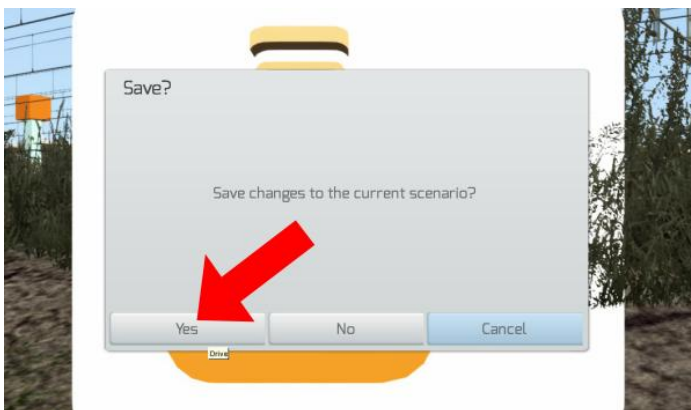 Save?
Save changes to the current scenario?
Yes
No
Cancel
Drive